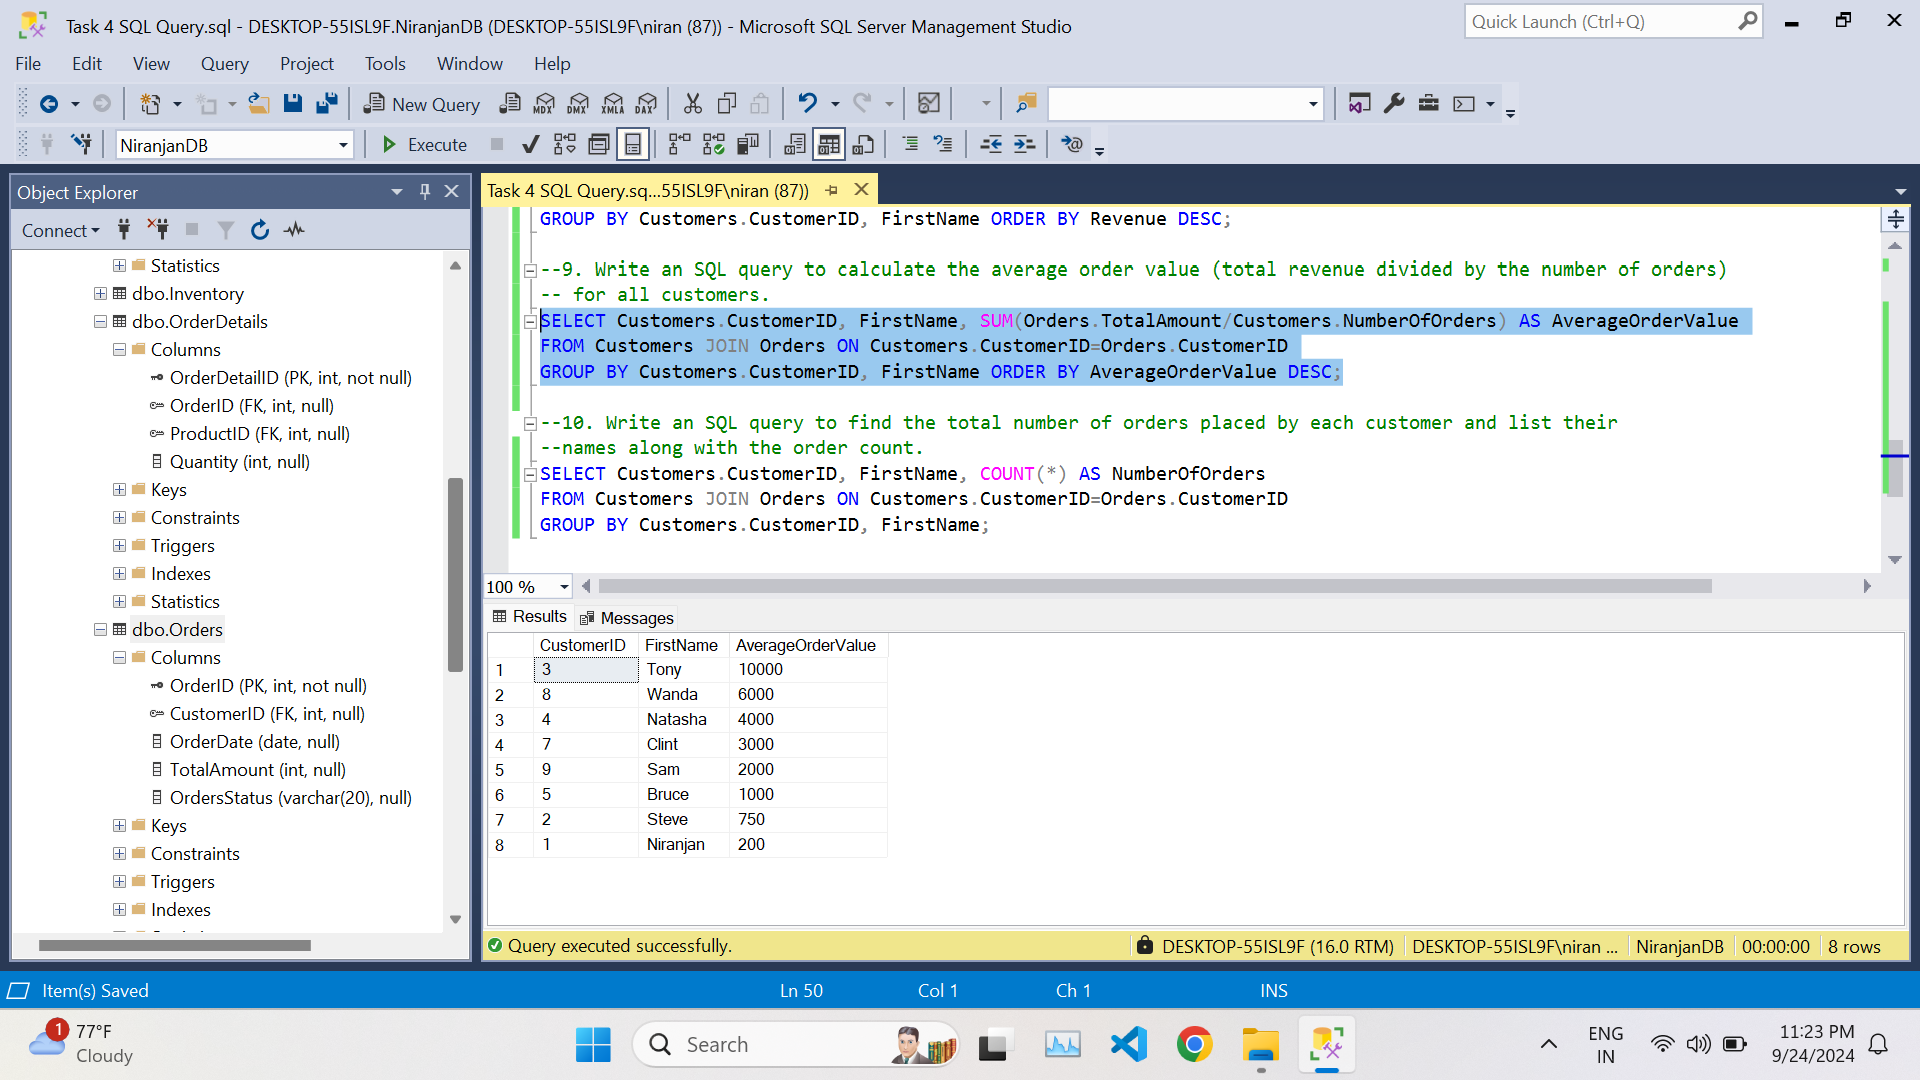 Task 4 SQL Query.sql - DESKTOP-55ISL9F.NiranjanDB (DESKTOP-55ISL9F\niran (87)) - Microsoft SQL Server Management Studio
Quick Launch (Ctrl+Q)
File Edit View Query Project Tools Window Help
New Query MDX DMX XMLA DAX
NiranjanDB Execute
Object Explorer
Connect
Statistics
dbo.Inventory
dbo.OrderDetails
Columns
OrderDetailID (PK, int, not null)
OrderID (FK, int, null)
ProductID (FK, int, null)
Quantity (int, null)
Keys
Constraints
Triggers
Indexes
Statistics
dbo.Orders
Columns
OrderID (PK, int, not null)
CustomerID (FK, int, null)
OrderDate (date, null)
TotalAmount (int, null)
OrdersStatus (varchar(20), null)
Keys
Constraints
Triggers
Indexes
Task 4 SQL Query.sq...55ISL9F\niran (87))
GROUP BY Customers.CustomerID, FirstName ORDER BY Revenue DESC;
--9. Write an SQL query to calculate the average order value (total revenue divided by the number of orders)
-- for all customers.
SELECT Customers.CustomerID, FirstName, SUM(Orders.TotalAmount/Customers.NumberOfOrders) AS AverageOrderValue
FROM Customers JOIN Orders ON Customers.CustomerID=Orders.CustomerID
GROUP BY Customers.CustomerID, FirstName ORDER BY AverageOrderValue DESC;
--10. Write an SQL query to find the total number of orders placed by each customer and list their
--names along with the order count.
SELECT Customers.CustomerID, FirstName, COUNT(*) AS NumberOfOrders
FROM Customers JOIN Orders ON Customers.CustomerID=Orders.CustomerID
GROUP BY Customers.CustomerID, FirstName;
100 %
Results Messages
CustomerID FirstName AverageOrderValue
1 3 Tony 10000
2 8 Wanda 6000
3 4 Natasha 4000
4 7 Clint 3000
5 9 Sam 2000
6 5 Bruce 1000
7 2 Steve 750
8 1 Niranjan 200
Query executed successfully. DESKTOP-55ISL9F (16.0 RTM) DESKTOP-55ISL9F\niran ... NiranjanDB 00:00:00 8 rows
Item(s) Saved Ln 50 Col 1 Ch 1 INS
1 77°F
Cloudy
Search
ENG
IN
11:23 PM
9/24/2024